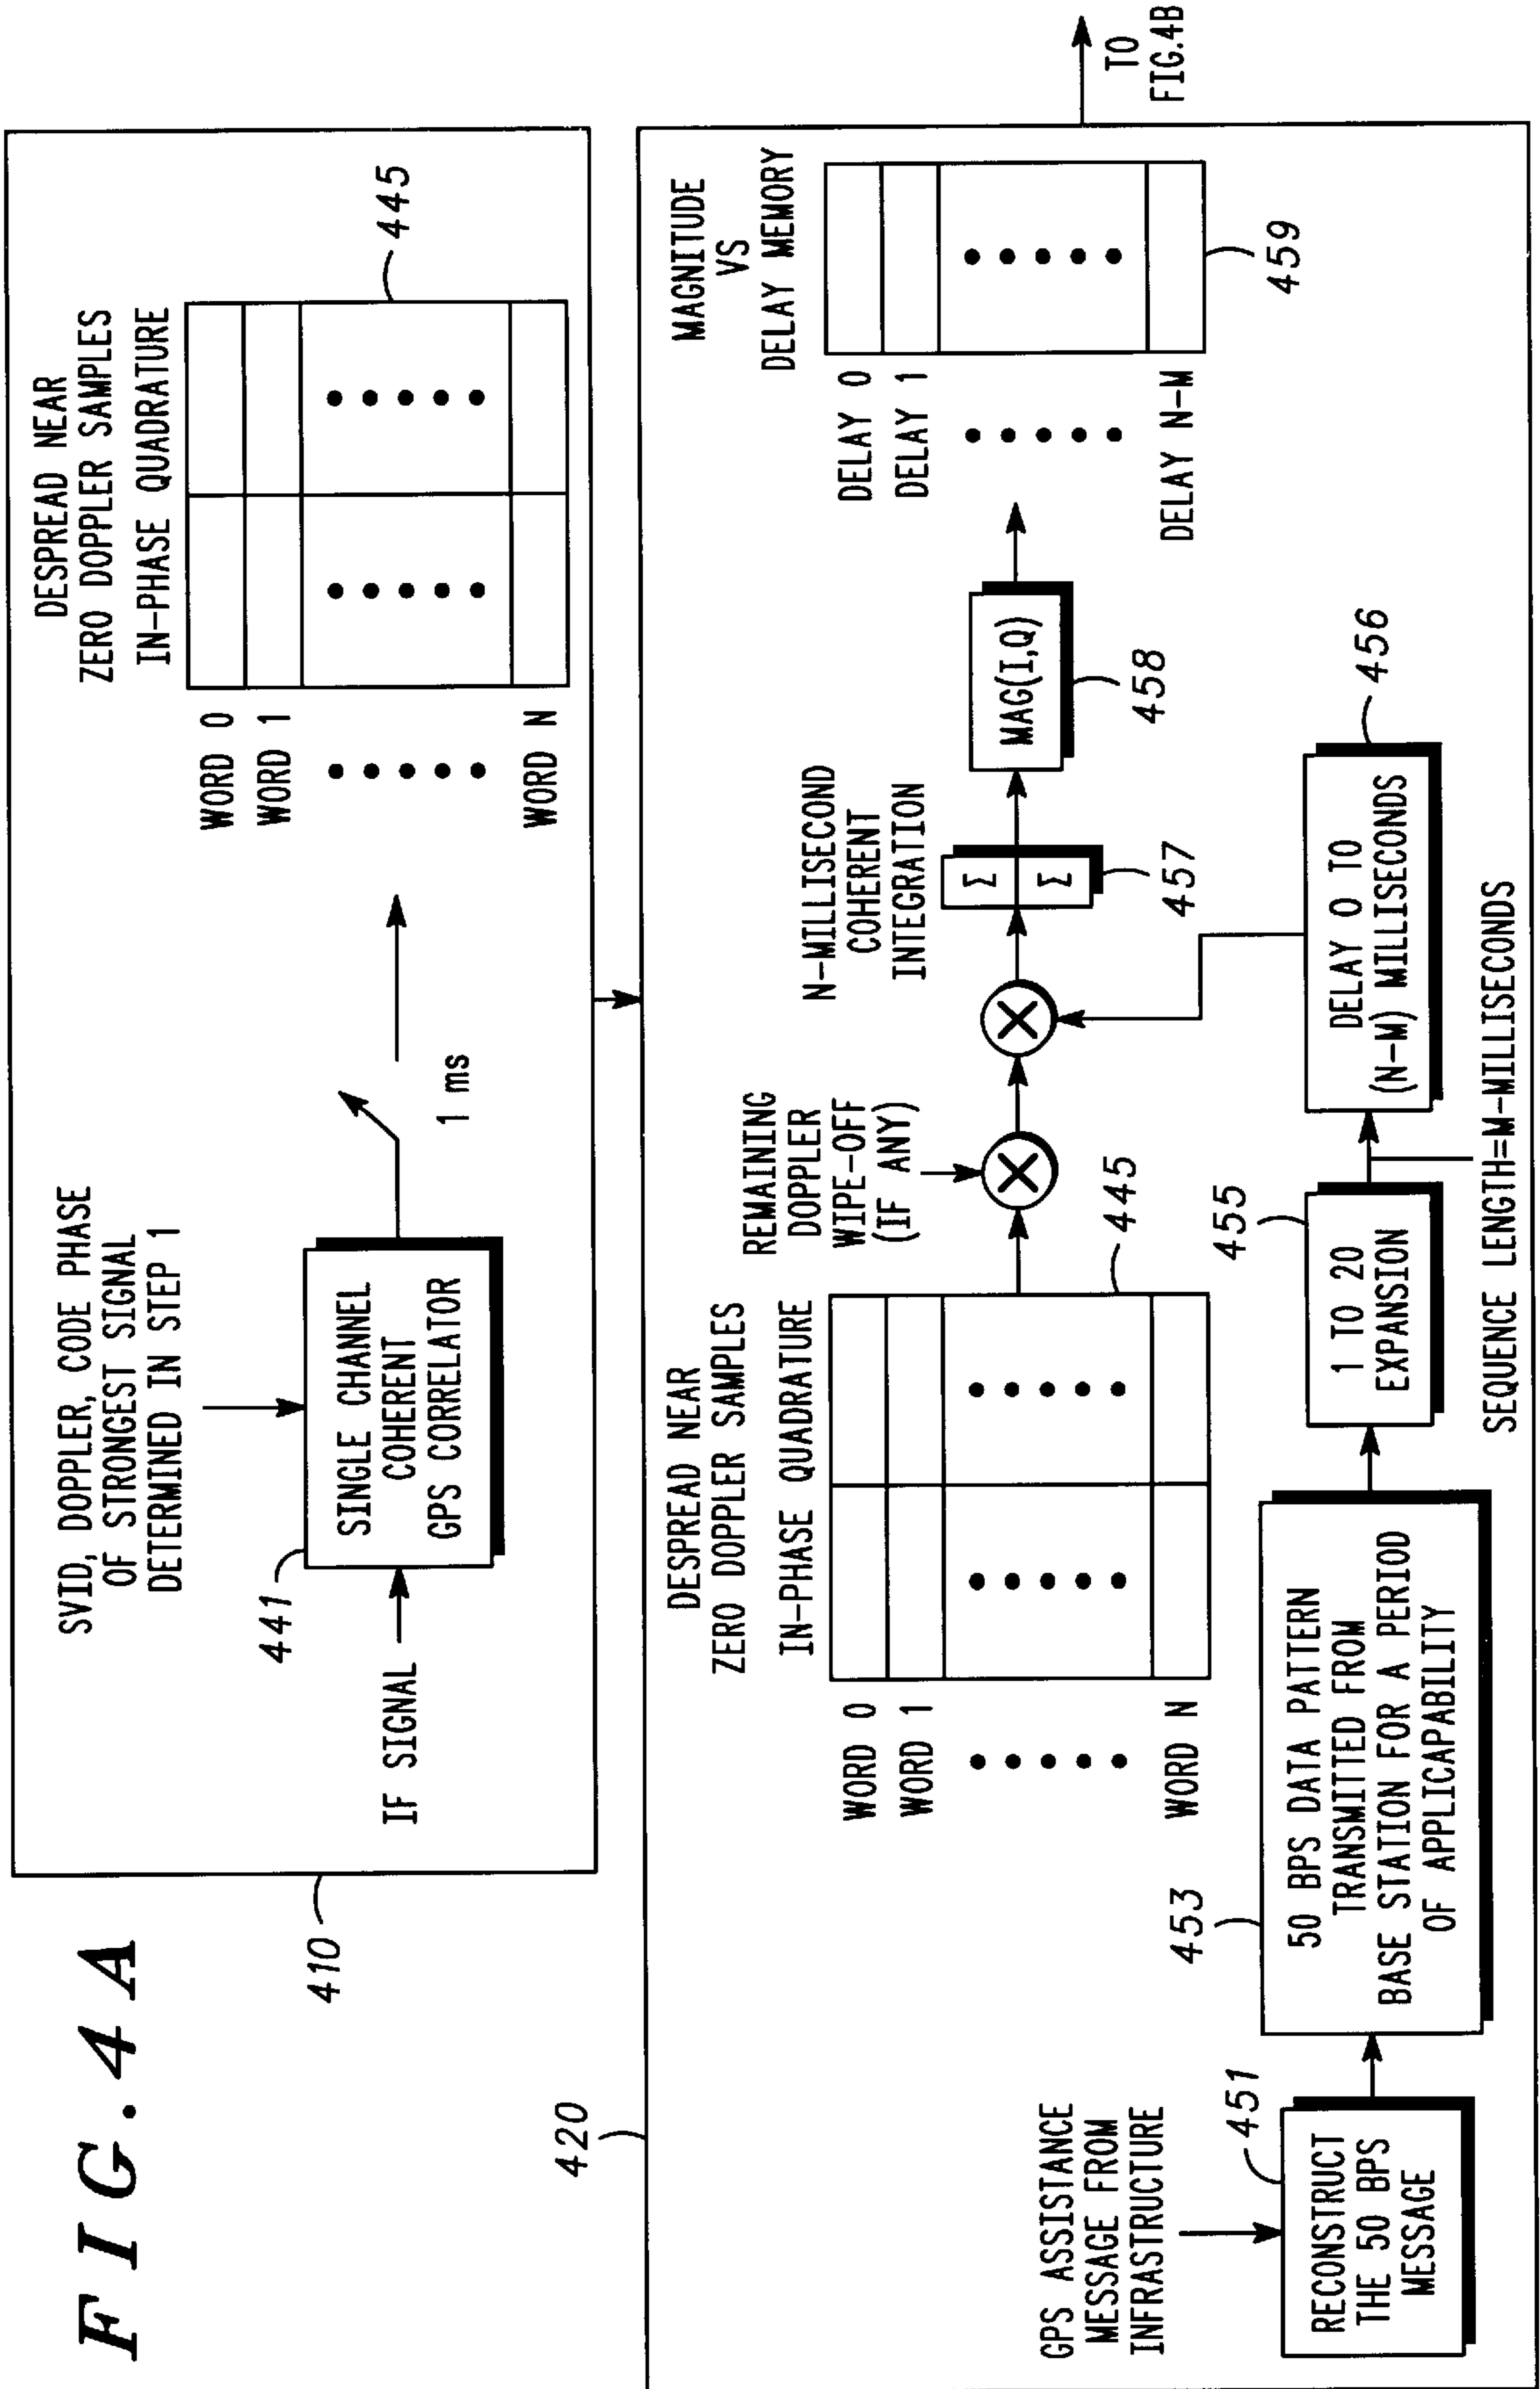 FIG.4A
410
SVID, DOPPLER, CODE PHASE
OF STRONGEST SIGNAL
DETERMINED IN STEP 1
441
IF SIGNAL
SINGLE CHANNEL
COHERENT
GPS CORRELATOR
1 ms
DESPREAD NEAR
ZERO DOPPLER SAMPLES
IN-PHASE QUADRATURE
WORD 0
WORD 1
WORD N
445
420
GPS ASSISTANCE
MESSAGE FROM
INFRASTRUCTURE
451
RECONSTRUCT
THE 50 BPS
MESSAGE
453
50 BPS DATA PATTERN
TRANSMITTED FROM
BASE STATION FOR A PERIOD
OF APPLICAPABILITY
DESPREAD NEAR
ZERO DOPPLER SAMPLES
IN-PHASE QUADRATURE
WORD 0
WORD 1
WORD N
445
455
1 TO 20
EXPANSION
SEQUENCE LENGTH=M-MILLISECONDS
REMAINING
DOPPLER
WIPE-OFF
(IF ANY)
N-MILLISECOND
COHERENT
INTEGRATION
Σ
Σ
457
DELAY 0 TO
(N-M) MILLISECONDS
456
MAG(I,Q)
458
MAGNITUDE
VS
DELAY MEMORY
DELAY 0
DELAY 1
DELAY N-M
459
TO
FIG.4B